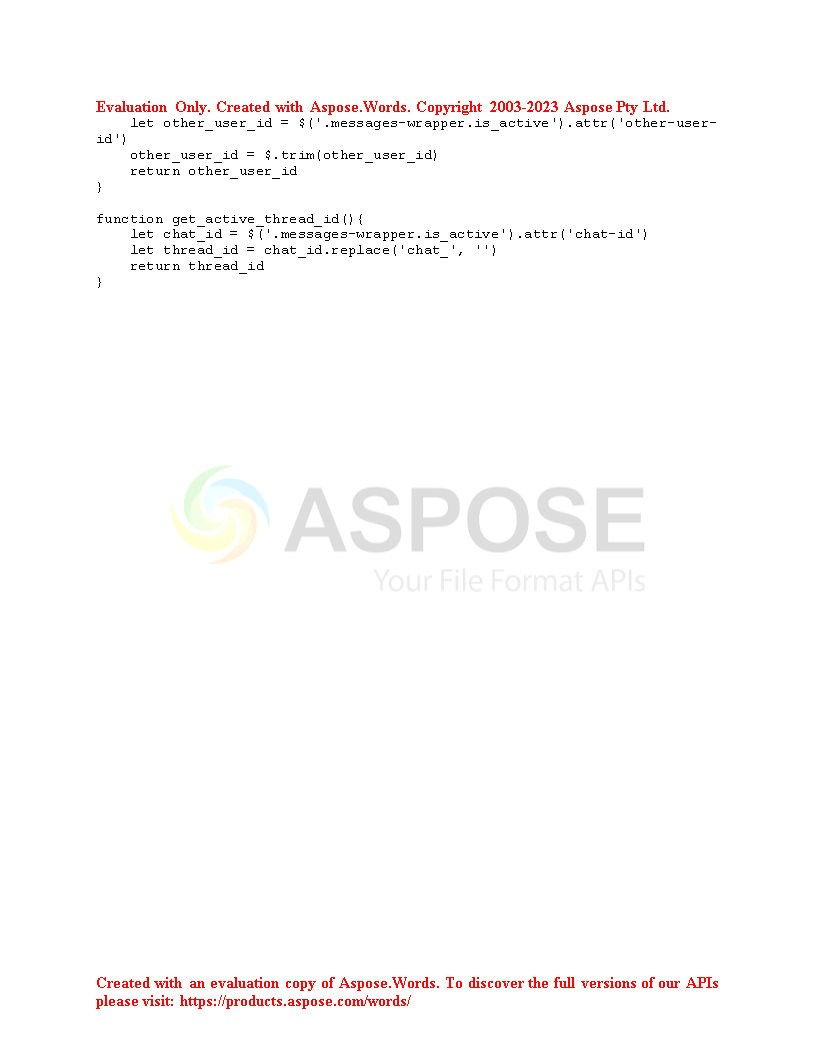 Evaluation Only. Created with Aspose.Words. Copyright 2003-2023 Aspose Pty Ltd.
    let other_user_id = $('.messages-wrapper.is_active').attr('other-user-
id')
    other_user_id = $.trim(other_user_id)
    return other_user_id
}

function get_active_thread_id(){
    let chat_id = $('.messages-wrapper.is_active').attr('chat-id')
    let thread_id = chat_id.replace('chat_', '')
    return thread_id
}
ASPOSE
Your File Format APIs
Created with an evaluation copy of Aspose.Words. To discover the full versions of our APIs
please visit: https://products.aspose.com/words/